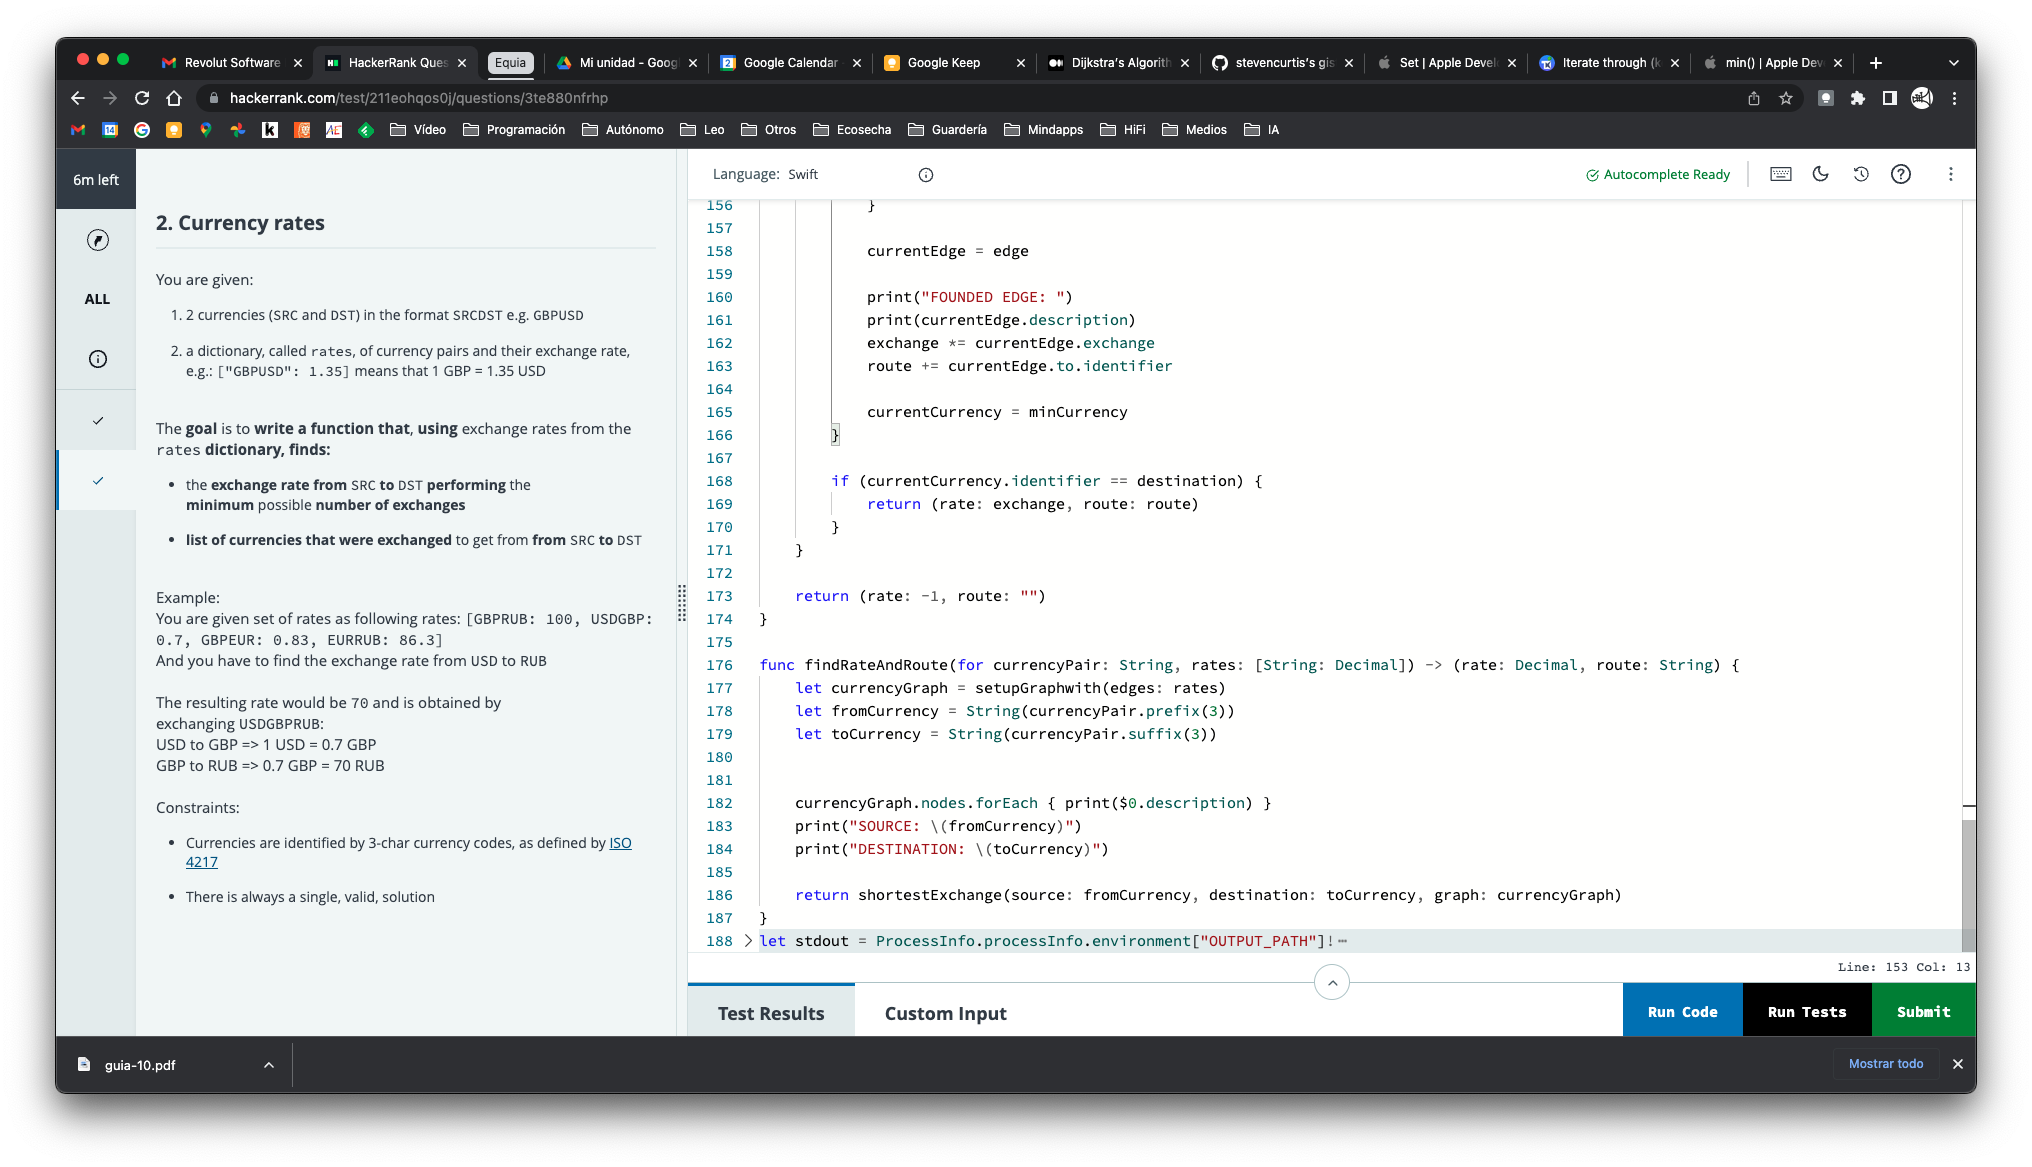 Revolut Software
HackerRank Ques
Equia
Mi unidad - Goog
Google Calendar
Google Keep
Dijkstra's Algorith
stevencurtis's gis
Set | Apple Devel
Iterate through (k
min() | Apple Dev
hackerrank.com/test/211eohqos0j/questions/3te880nfrhp
Vídeo
Programación
Autónomo
Leo
Otros
Ecosecha
Guardería
Mindapps
HiFi
Medios
IA
6m left
ALL
2. Currency rates
You are given:
1. 2 currencies (SRC and DST) in the format SRCDST e.g. GBPUSD
2. a dictionary, called rates, of currency pairs and their exchange rate,
e.g.: ["GBPUSD": 1.35] means that 1 GBP = 1.35 USD
The goal is to write a function that, using exchange rates from the
rates dictionary, finds:
• the exchange rate from SRC to DST performing the
minimum possible number of exchanges
• list of currencies that were exchanged to get from from SRC to DST
Example:
You are given set of rates as following rates: [GBPRUB: 100, USDGBP:
0.7, GBPEUR: 0.83, EURRUB: 86.3]
And you have to find the exchange rate from USD to RUB
The resulting rate would be 70 and is obtained by
exchanging USDGBPRUB:
USD to GBP => 1 USD = 0.7 GBP
GBP to RUB => 0.7 GBP = 70 RUB
Constraints:
• Currencies are identified by 3-char currency codes, as defined by ISO
4217
• There is always a single, valid, solution
Language: Swift
Autocomplete Ready
156 }
157
158 currentEdge = edge
159
160 print("FOUNDED EDGE: ")
161 print(currentEdge.description)
162 exchange *= currentEdge.exchange
163 route += currentEdge.to.identifier
164
165 currentCurrency = minCurrency
166 }
167
168 if (currentCurrency.identifier == destination) {
169 return (rate: exchange, route: route)
170 }
171 }
172
173 return (rate: -1, route: "")
174 }
175
176 func findRateAndRoute(for currencyPair: String, rates: [String: Decimal]) -> (rate: Decimal, route: String) {
177 let currencyGraph = setupGraphwith(edges: rates)
178 let fromCurrency = String(currencyPair.prefix(3))
179 let toCurrency = String(currencyPair.suffix(3))
180
181
182 currencyGraph.nodes.forEach { print($0.description) }
183 print("SOURCE: \(fromCurrency)")
184 print("DESTINATION: \(toCurrency)")
185
186 return shortestExchange(source: fromCurrency, destination: toCurrency, graph: currencyGraph)
187 }
188 let stdout = ProcessInfo.processInfo.environment["OUTPUT_PATH"]!⋯
Line: 153 Col: 13
Test Results
Custom Input
Run Code
Run Tests
Submit
guia-10.pdf
Mostrar todo